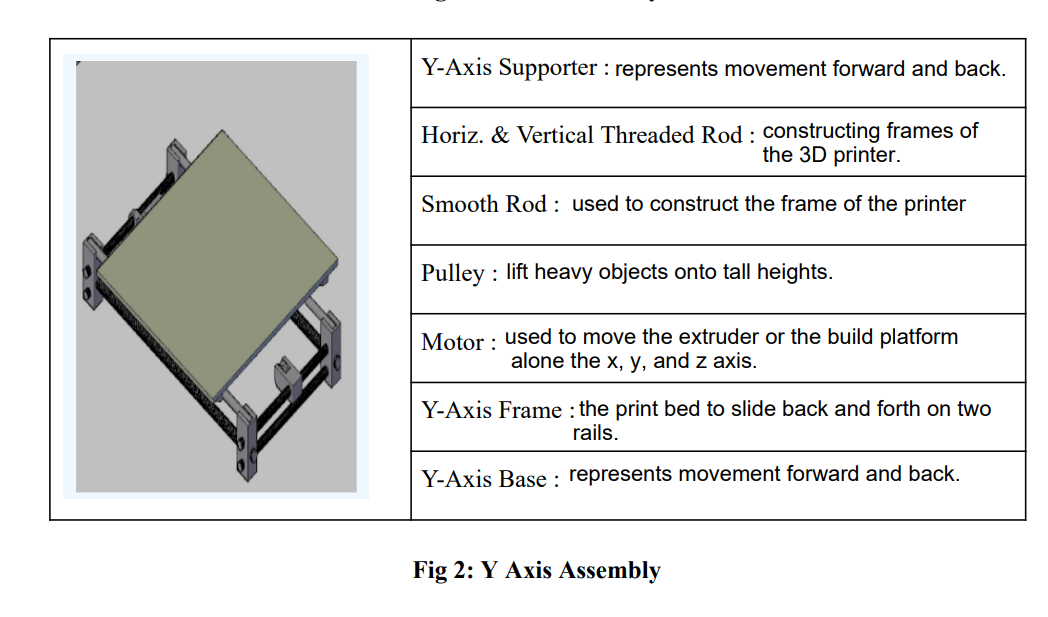 Y-Axis Supporter : represents movement forward and back.
Horiz. & Vertical Threaded Rod : constructing frames of
the 3D printer.
Smooth Rod : used to construct the frame of the printer
Pulley : lift heavy objects onto tall heights.
Motor : used to move the extruder or the build platform
alone the x, y, and z axis.
Y-Axis Frame : the print bed to slide back and forth on two
rails.
Y-Axis Base : represents movement forward and back.
Fig 2: Y Axis Assembly